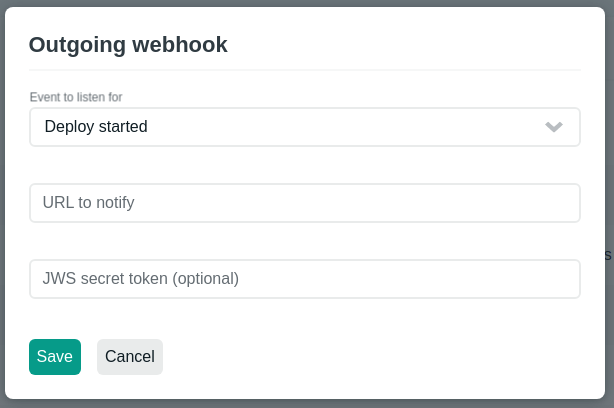 Outgoing webhook
Event to listen for
Deploy started
URL to notify
JWS secret token (optional)
Save Cancel